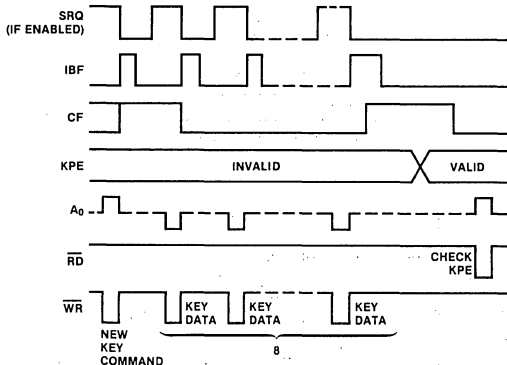 SRQ
(IF ENABLED)
IBF
CF
KPE
INVALID
VALID
A0
RD
CHECK
KPE
WR
KEY
DATA
KEY
DATA
KEY
DATA
NEW
KEY
COMMAND
8